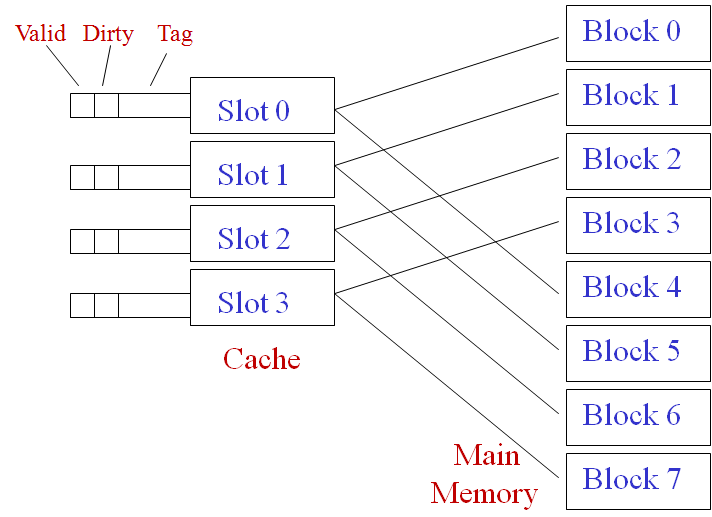 Valid Dirty Tag
Slot 0
Slot 1
Slot 2
Slot 3
Cache
Block 0
Block 1
Block 2
Block 3
Block 4
Block 5
Block 6
Block 7
Main
Memory